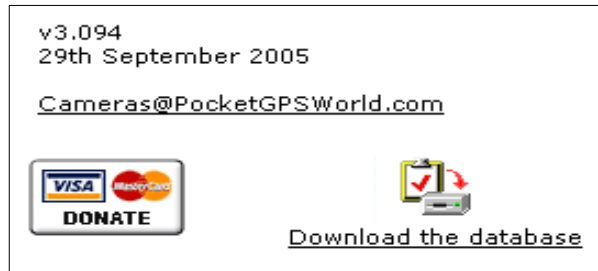 v3.094
29th September 2005
Cameras@PocketGPSWorld.com
VISA MasterCard
DONATE
Download the database